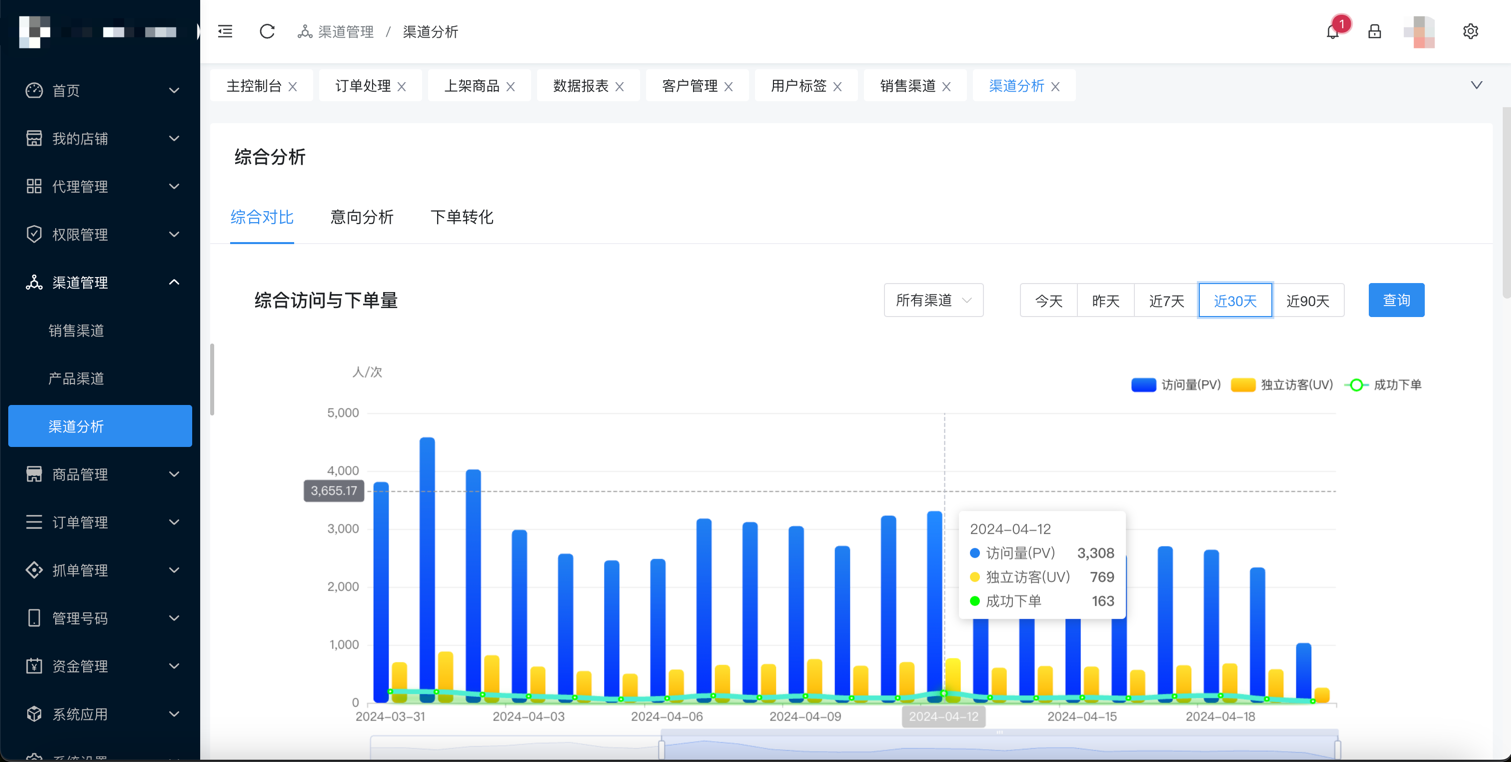 渠道管理 / 渠道分析
1
主控制台 订单处理 上架商品 数据报表 客户管理 用户标签 销售渠道 渠道分析
首页
我的店铺
代理管理
权限管理
渠道管理
销售渠道
产品渠道
渠道分析
商品管理
订单管理
抓单管理
管理号码
资金管理
系统应用
综合分析
综合对比 意向分析 下单转化
综合访问与下单量
所有渠道 今天 昨天 近7天 近30天 近90天 查询
人/次
访问量(PV) 独立访客(UV) 成功下单
5,000
4,000
3,655.17
3,000
2,000
1,000
0
2024-04-12
访问量(PV) 3,308
独立访客(UV) 769
成功下单 163
2024-03-31 2024-04-03 2024-04-06 2024-04-09 2024-04-12 2024-04-15 2024-04-18